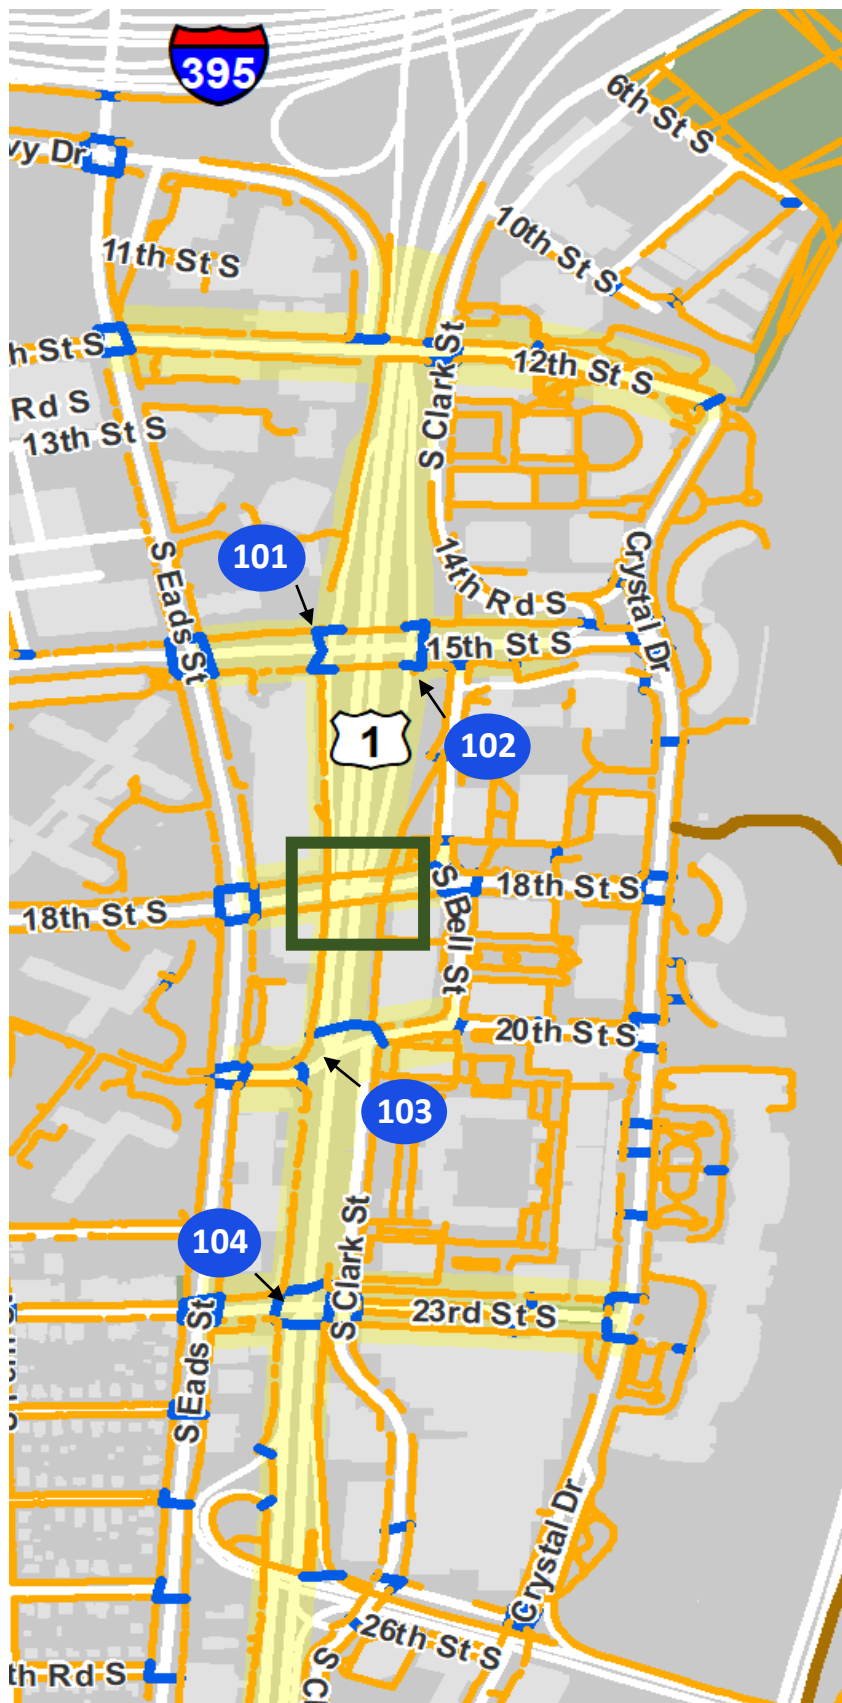 395
6th St S
vy Dr
10th St S
11th St S
h St S
12th St S
S Clark St
Rd S
13th St S
101
S Eads St
14th Rd S
Crystal Dr
15th St S
1
102
18th St S
S Bell St
18th St S
20th St S
103
104
S Clark St
23rd St S
S Eads St
Crystal Dr
26th St S
th Rd S
S Cl